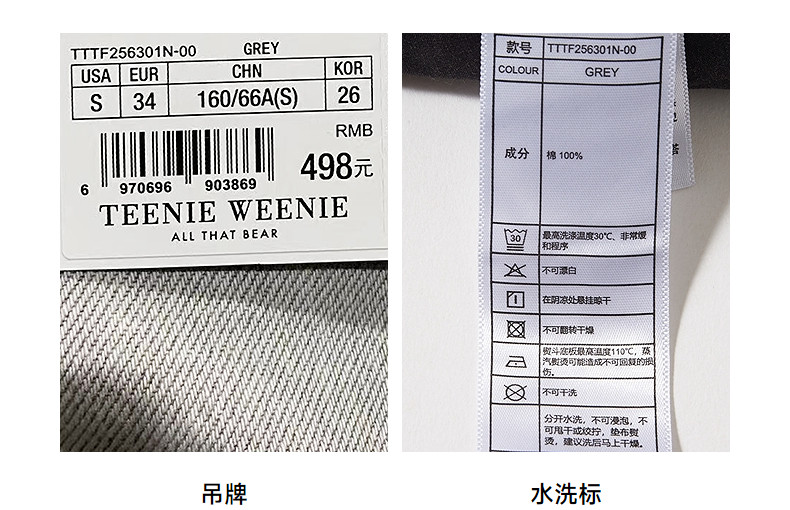 TTTF256301N-00 GREY
USA EUR CHN KOR
S 34 160/66A(S) 26
RMB
498元
6 970696 903869
TEENIE WEENIE
ALL THAT BEAR
吊牌
款号 TTTF256301N-00
COLOUR GREY
成分 棉 100%
30 最高洗涤温度30℃、非常缓
和程序
不可漂白
在阴凉处悬挂晾干
不可翻转干燥
熨斗底板最高温度110℃，蒸
汽熨烫可能造成不可回复的损
伤。
不可干洗
分开水洗，不可浸泡，不
可甩干或绞拧，垫布熨
烫，建议洗后马上干燥。
水洗标